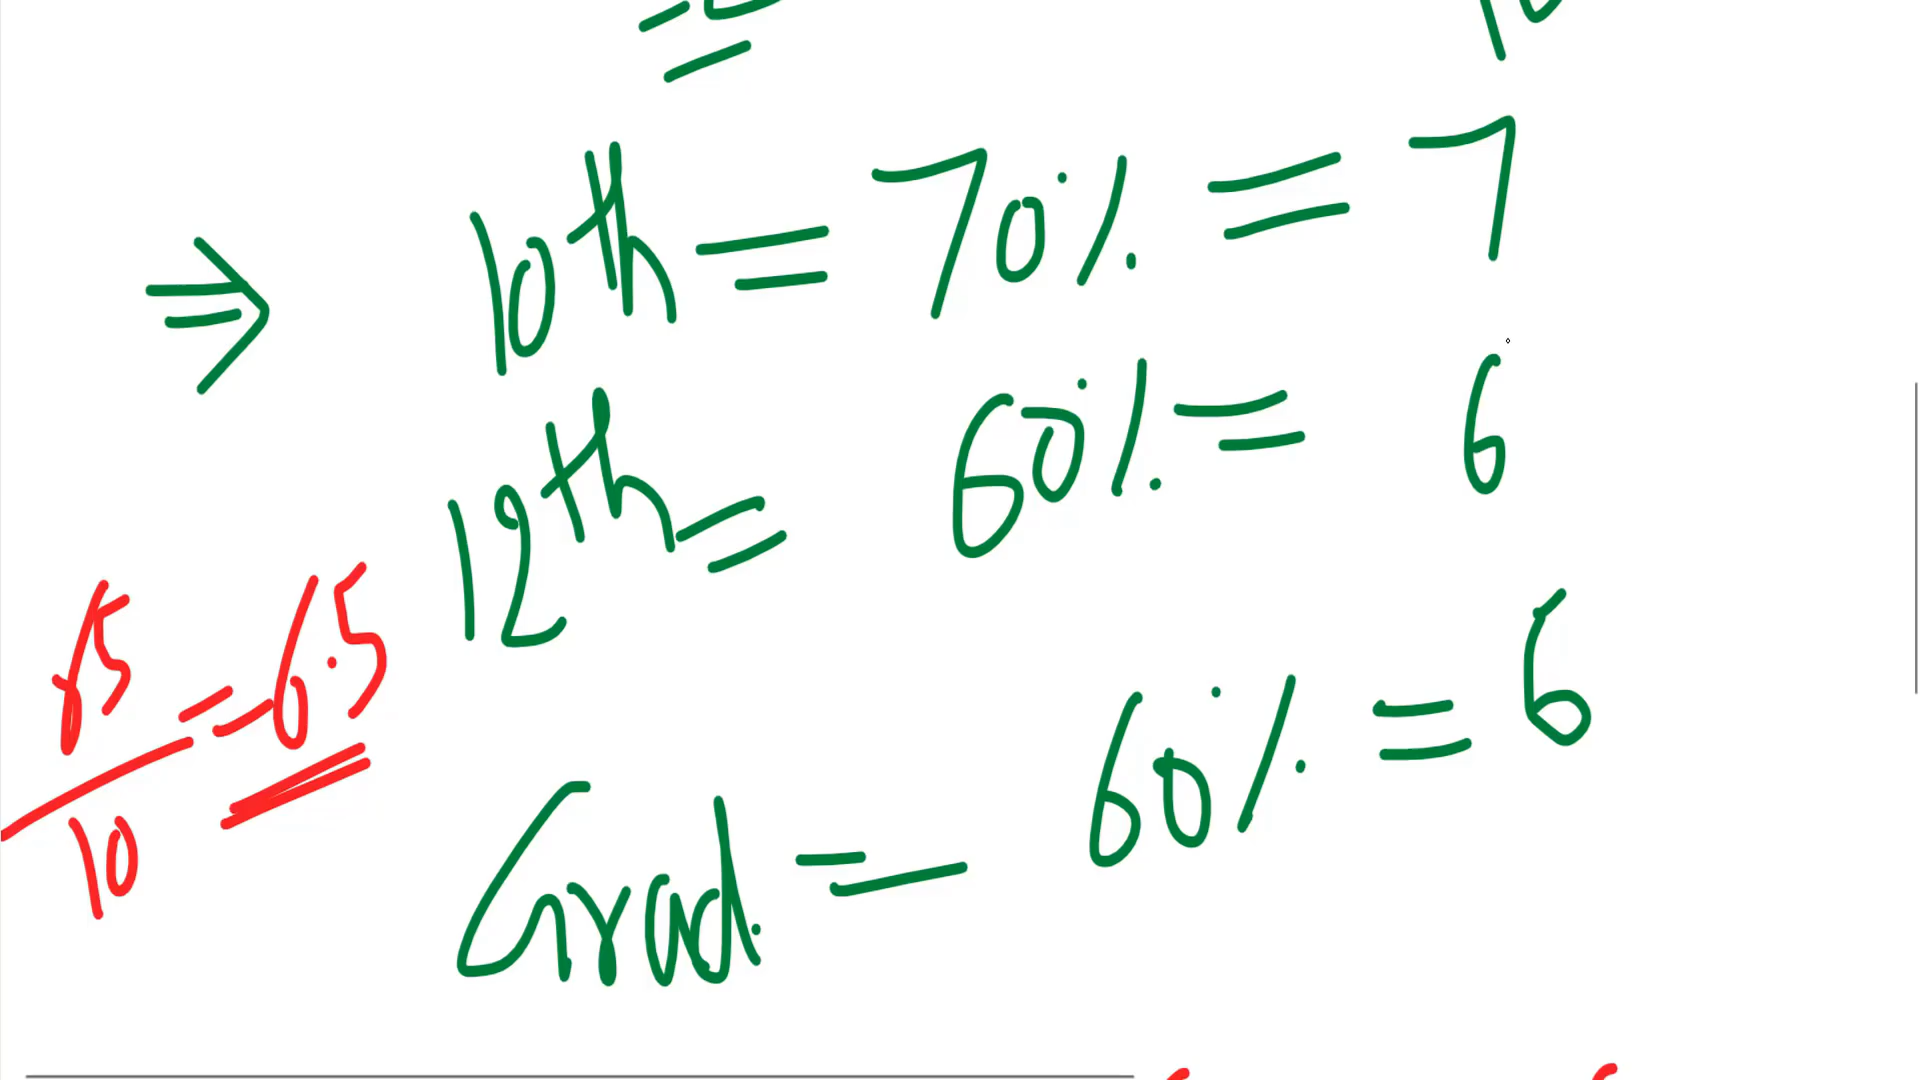 ⇒ 10th = 70% = 7
12th = 60% = 6
65/10 = 6.5
Grad. = 60% = 6